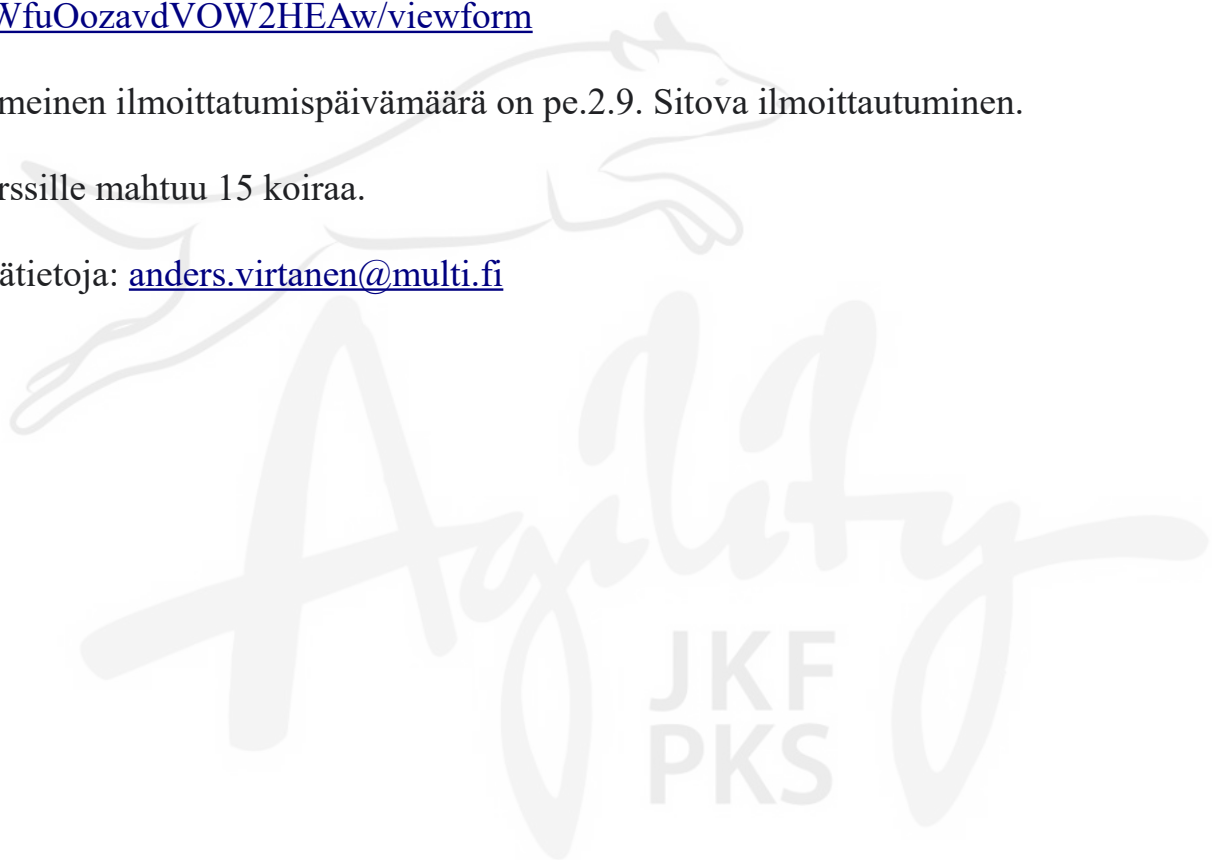 WfuOozavdVOW2HEAw/viewform
meinen ilmoittatumispäivämäärä on pe.2.9. Sitova ilmoittautuminen.
rssille mahtuu 15 koiraa.
ätietoja: anders.virtanen@multi.fi
Agility
JKF
PKS